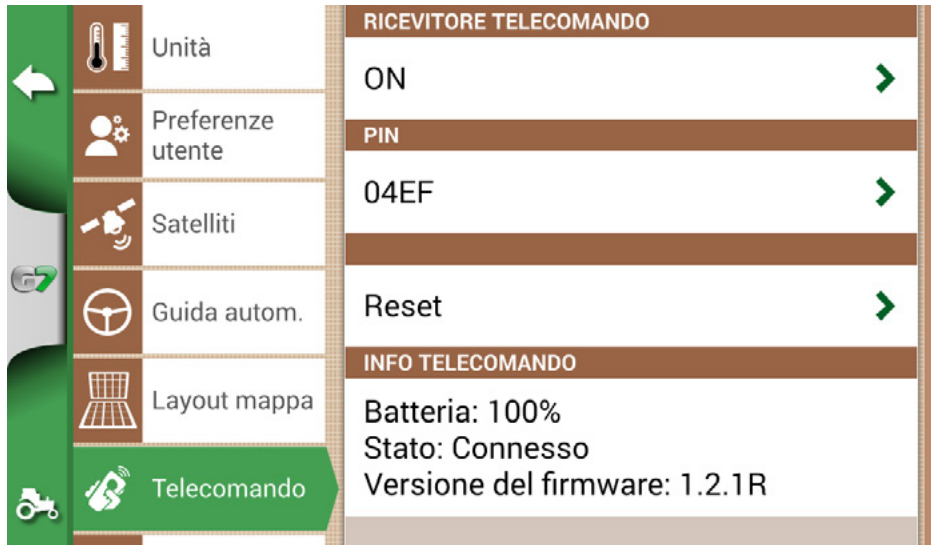 Unità
Preferenze
utente
Satelliti
G7
Guida autom.
Layout mappa
Telecomando
RICEVITORE TELECOMANDO
ON
PIN
04EF
Reset
INFO TELECOMANDO
Batteria: 100%
Stato: Connesso
Versione del firmware: 1.2.1R